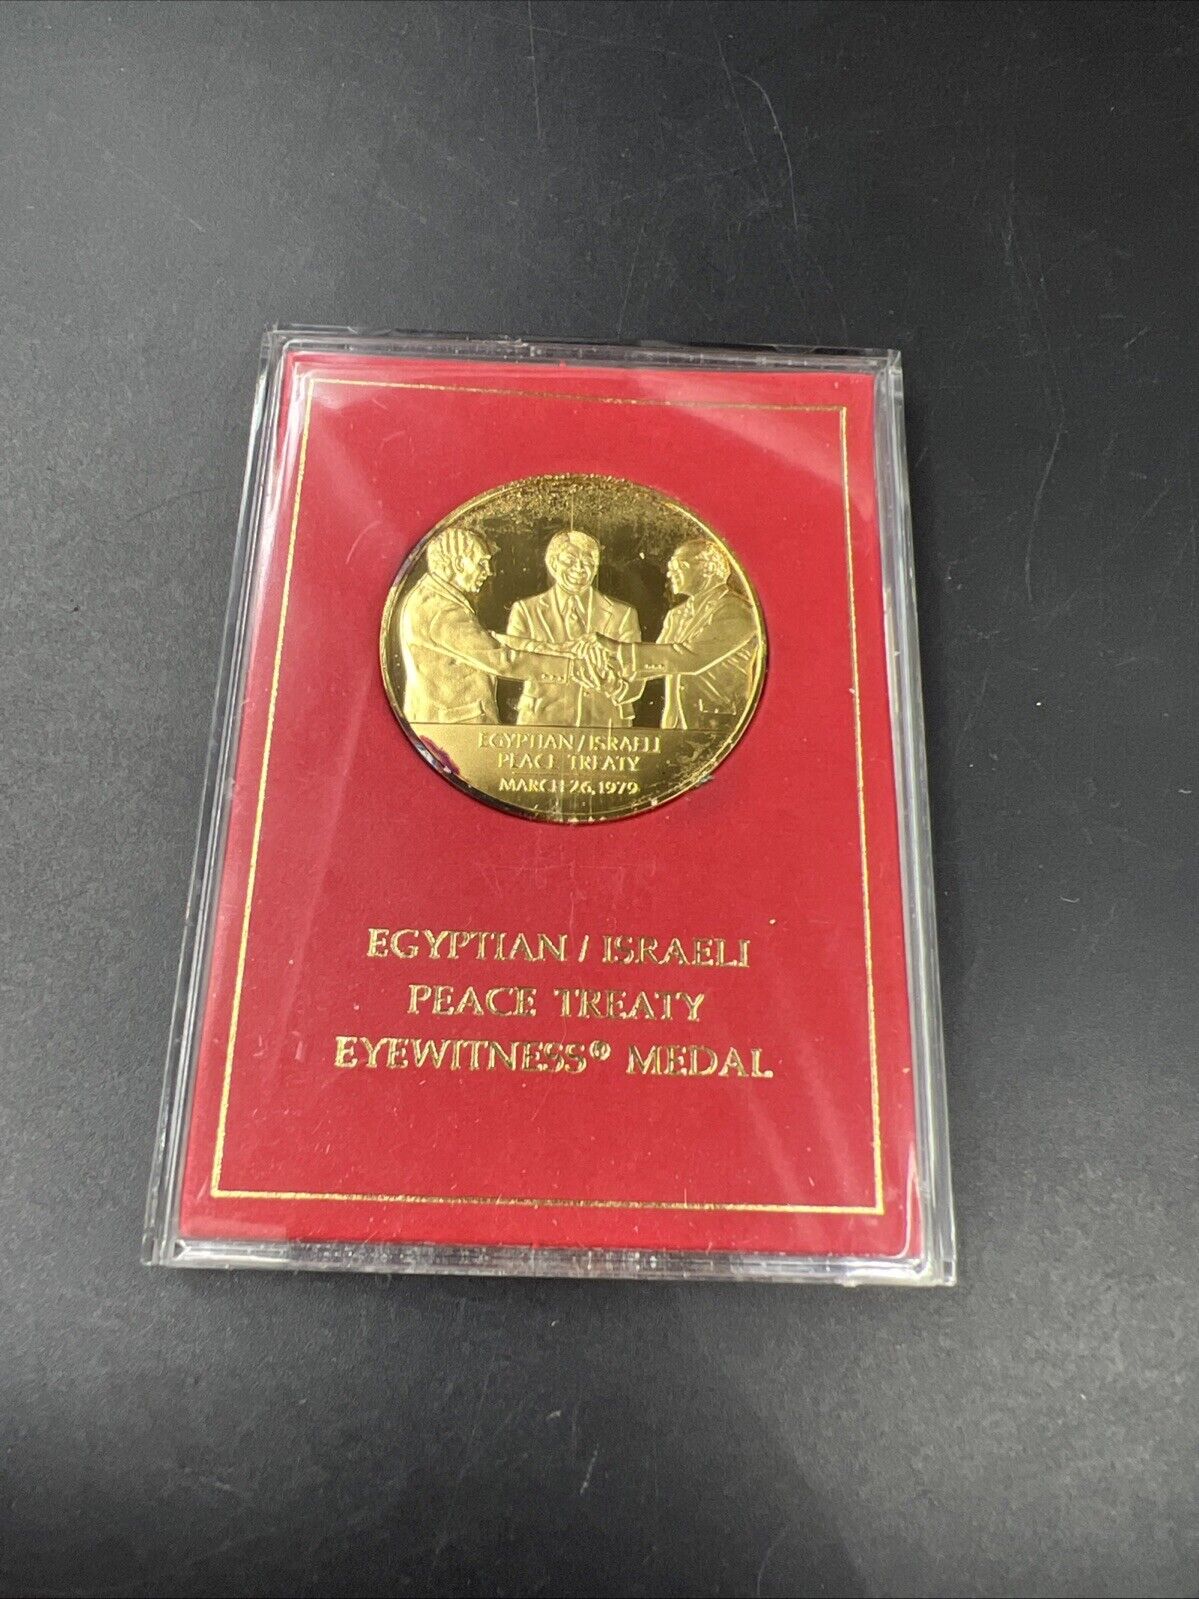 EGYPTIAN / ISRAELI
PEACE TREATY
MARCH 26, 1979
EGYPTIAN / ISRAELI
PEACE TREATY
EYEWITNESS® MEDAL